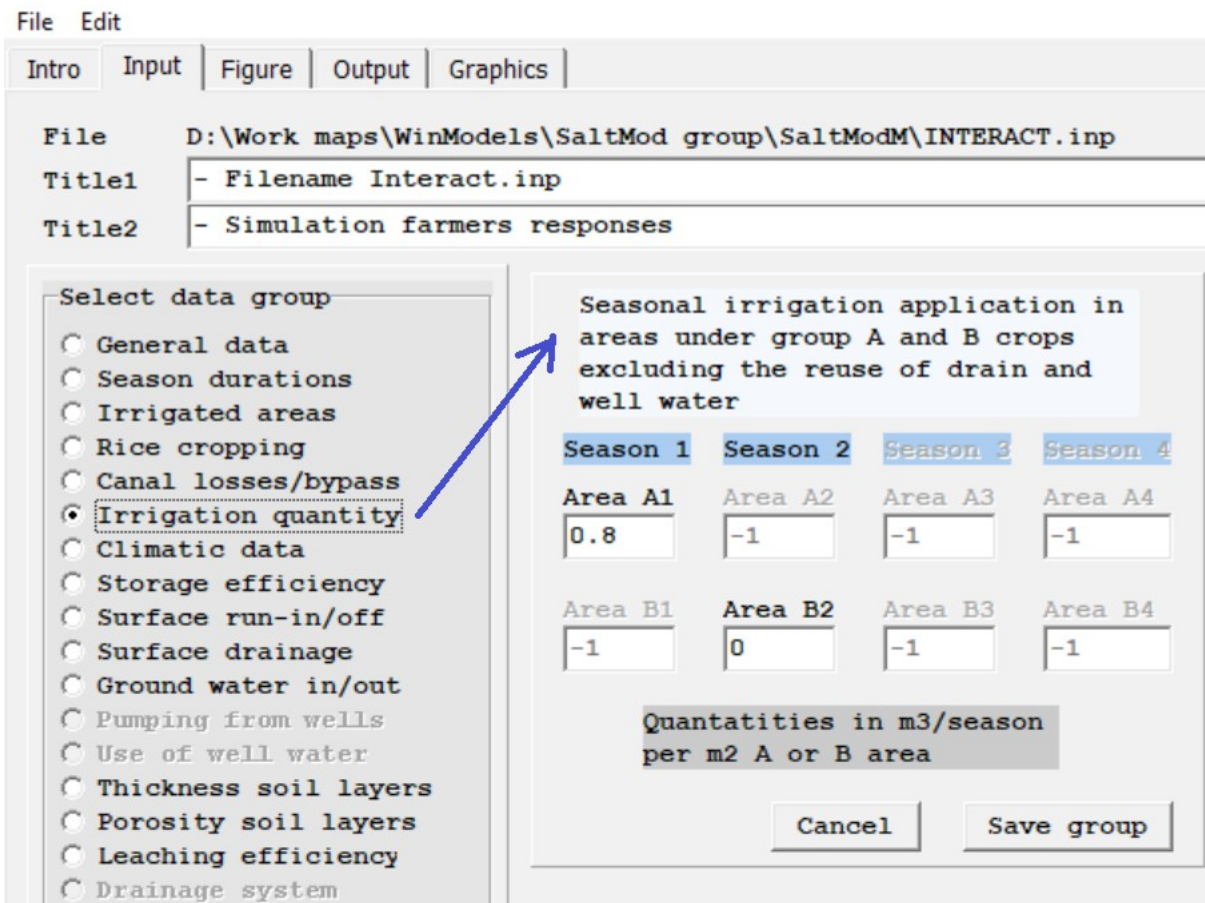 File Edit
Intro Input Figure Output Graphics
File D:\Work maps\WinModels\SaltMod group\SaltModM\INTERACT.inp
Title1 - Filename Interact.inp
Title2 - Simulation farmers responses
Select data group
General data
Season durations
Irrigated areas
Rice cropping
Canal losses/bypass
Irrigation quantity
Climatic data
Storage efficiency
Surface run-in/off
Surface drainage
Ground water in/out
Pumping from wells
Use of well water
Thickness soil layers
Porosity soil layers
Leaching efficiency
Drainage system
Seasonal irrigation application in
areas under group A and B crops
excluding the reuse of drain and
well water
Season 1 Season 2 Season 3 Season 4
Area A1 Area A2 Area A3 Area A4
0.8 -1 -1 -1
Area B1 Area B2 Area B3 Area B4
-1 0 -1 -1
Quantatities in m3/season
per m2 A or B area
Cancel Save group